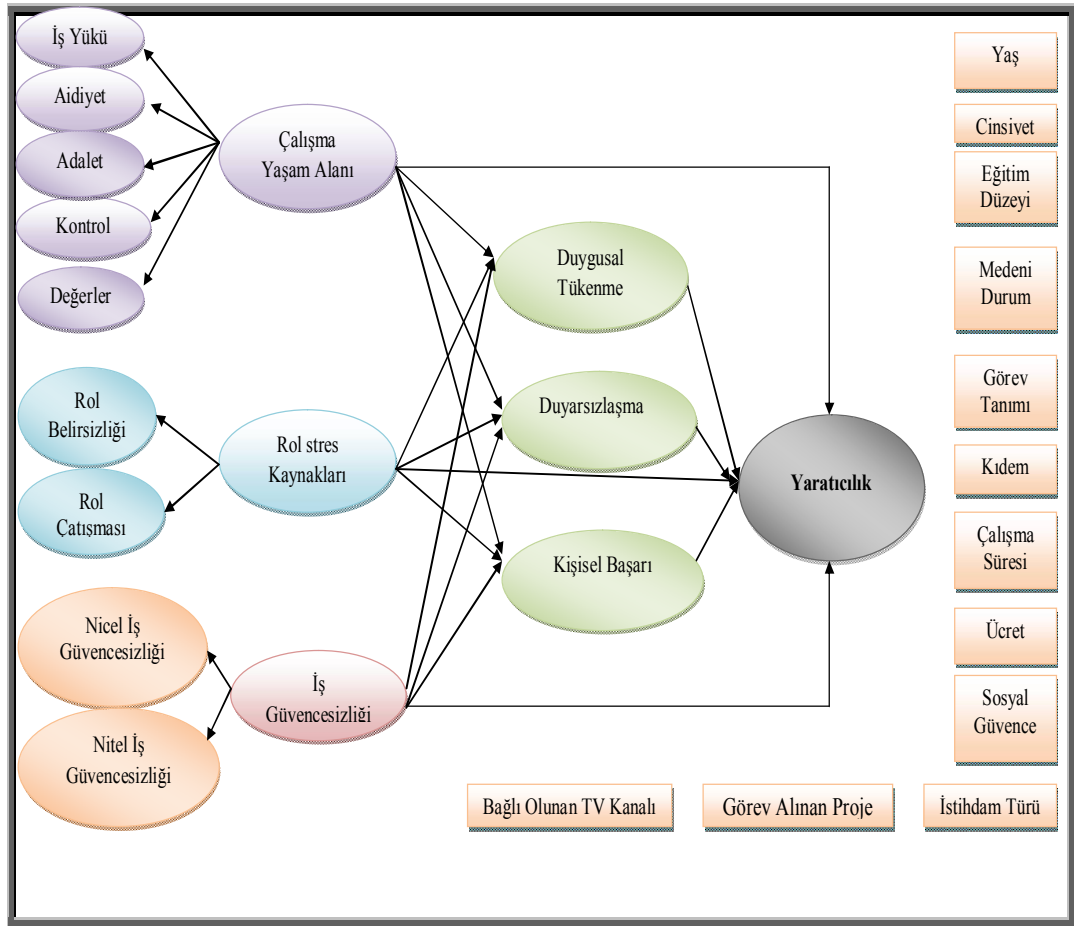 İş Yükü
Aidiyet
Adalet
Kontrol
Değerler
Çalışma
Yaşam Alanı
Rol
Belirsizliği
Rol
Çatışması
Rol stres
Kaynakları
Nicel İş
Güvencesizliği
Nitel İş
Güvencesizliği
İş
Güvencesizliği
Duygusal
Tükenme
Duyarsızlaşma
Kişisel Başarı
Yaratıcılık
Yaş
Cinsivet
Eğitim
Düzeyi
Medeni
Durum
Görev
Tanımı
Kıdem
Çalışma
Süresi
Ücret
Sosyal
Güvence
Bağlı Olunan TV Kanalı
Görev Alınan Proje
İstihdam Türü